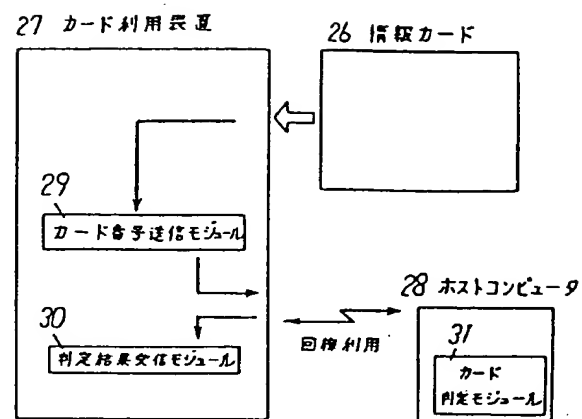 27 カード利用装置
26 情報カード
29
カード番号送信モジュール
30
判定結果受信モジュール
回線利用
28 ホストコンピュータ
31
カード
判定モジュール